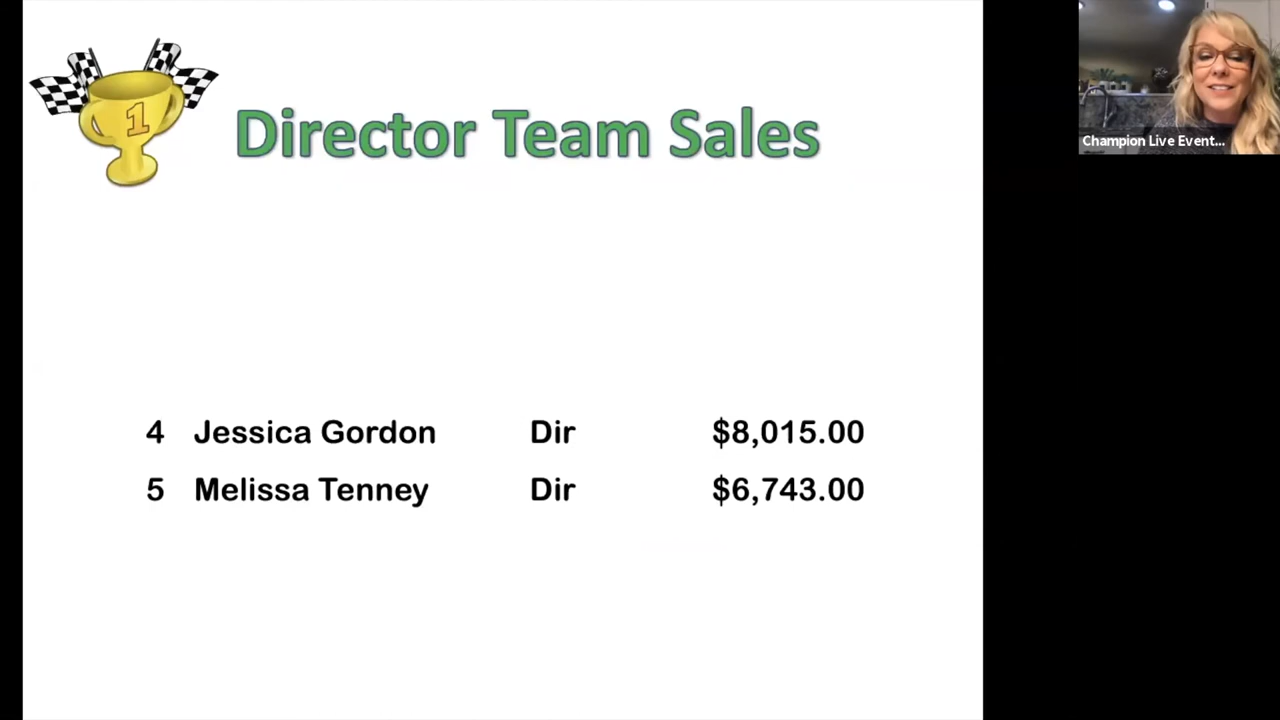 1
Director Team Sales
Champion Live Event...
4 Jessica Gordon Dir $8,015.00
5 Melissa Tenney Dir $6,743.00